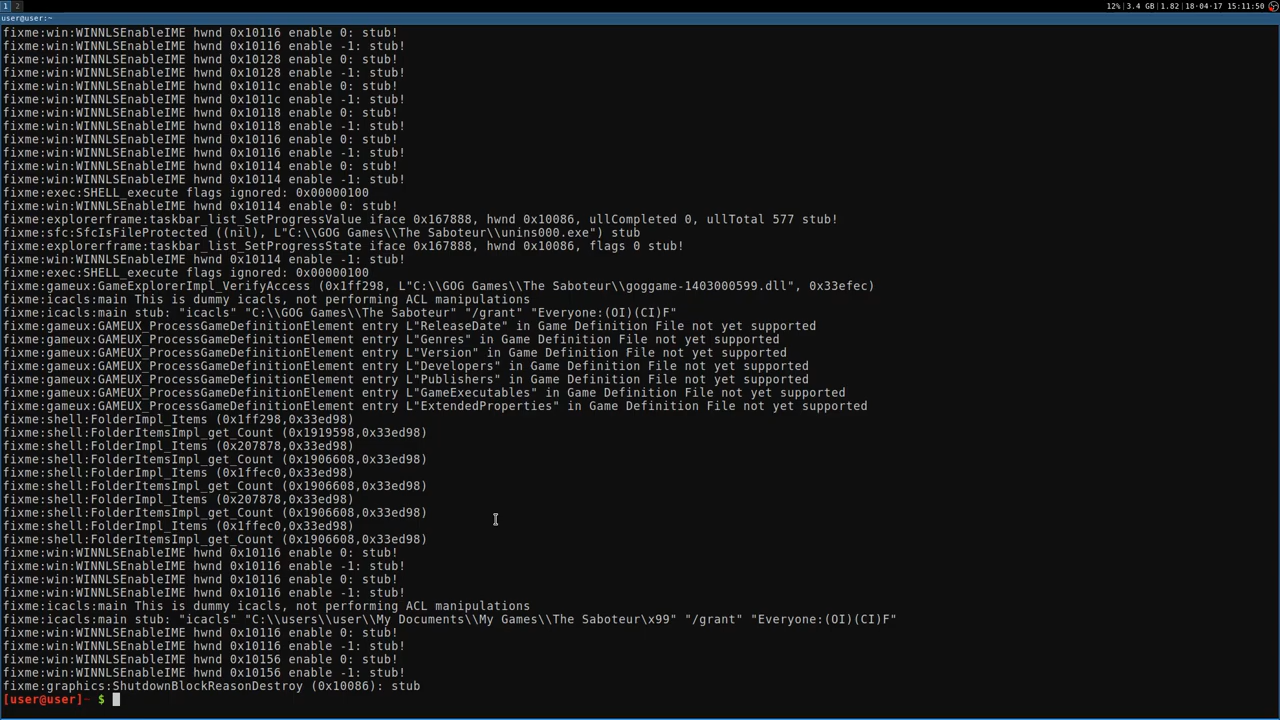 1 2
12%|3.4 GB|1.82|18-04-17 15:11:50
user@user:~
fixme:win:WINNLSEnableIME hwnd 0x10116 enable 0: stub!
fixme:win:WINNLSEnableIME hwnd 0x10116 enable -1: stub!
fixme:win:WINNLSEnableIME hwnd 0x10128 enable 0: stub!
fixme:win:WINNLSEnableIME hwnd 0x10128 enable -1: stub!
fixme:win:WINNLSEnableIME hwnd 0x1011c enable 0: stub!
fixme:win:WINNLSEnableIME hwnd 0x1011c enable -1: stub!
fixme:win:WINNLSEnableIME hwnd 0x10118 enable 0: stub!
fixme:win:WINNLSEnableIME hwnd 0x10118 enable -1: stub!
fixme:win:WINNLSEnableIME hwnd 0x10116 enable 0: stub!
fixme:win:WINNLSEnableIME hwnd 0x10116 enable -1: stub!
fixme:win:WINNLSEnableIME hwnd 0x10114 enable 0: stub!
fixme:win:WINNLSEnableIME hwnd 0x10114 enable -1: stub!
fixme:exec:SHELL_execute flags ignored: 0x00000100
fixme:win:WINNLSEnableIME hwnd 0x10114 enable 0: stub!
fixme:explorerframe:taskbar_list_SetProgressValue iface 0x167888, hwnd 0x10086, ullCompleted 0, ullTotal 577 stub!
fixme:sfc:SfcIsFileProtected ((nil), L"C:\\GOG Games\\The Saboteur\\unins000.exe") stub
fixme:explorerframe:taskbar_list_SetProgressState iface 0x167888, hwnd 0x10086, flags 0 stub!
fixme:win:WINNLSEnableIME hwnd 0x10114 enable -1: stub!
fixme:exec:SHELL_execute flags ignored: 0x00000100
fixme:gameux:GameExplorerImpl_VerifyAccess (0x1ff298, L"C:\\GOG Games\\The Saboteur\\goggame-1403000599.dll", 0x33efec)
fixme:icacls:main This is dummy icacls, not performing ACL manipulations
fixme:icacls:main stub: "icacls" "C:\\GOG Games\\The Saboteur" "/grant" "Everyone:(OI)(CI)F"
fixme:gameux:GAMEUX_ProcessGameDefinitionElement entry L"ReleaseDate" in Game Definition File not yet supported
fixme:gameux:GAMEUX_ProcessGameDefinitionElement entry L"Genres" in Game Definition File not yet supported
fixme:gameux:GAMEUX_ProcessGameDefinitionElement entry L"Version" in Game Definition File not yet supported
fixme:gameux:GAMEUX_ProcessGameDefinitionElement entry L"Developers" in Game Definition File not yet supported
fixme:gameux:GAMEUX_ProcessGameDefinitionElement entry L"Publishers" in Game Definition File not yet supported
fixme:gameux:GAMEUX_ProcessGameDefinitionElement entry L"GameExecutables" in Game Definition File not yet supported
fixme:gameux:GAMEUX_ProcessGameDefinitionElement entry L"ExtendedProperties" in Game Definition File not yet supported
fixme:shell:FolderImpl_Items (0x1ff298,0x33ed98)
fixme:shell:FolderItemsImpl_get_Count (0x1919598,0x33ed98)
fixme:shell:FolderImpl_Items (0x207878,0x33ed98)
fixme:shell:FolderItemsImpl_get_Count (0x1906608,0x33ed98)
fixme:shell:FolderImpl_Items (0x1ffec0,0x33ed98)
fixme:shell:FolderItemsImpl_get_Count (0x1906608,0x33ed98)
fixme:shell:FolderImpl_Items (0x207878,0x33ed98)
fixme:shell:FolderItemsImpl_get_Count (0x1906608,0x33ed98)
fixme:shell:FolderImpl_Items (0x1ffec0,0x33ed98)
fixme:shell:FolderItemsImpl_get_Count (0x1906608,0x33ed98)
fixme:win:WINNLSEnableIME hwnd 0x10116 enable 0: stub!
fixme:win:WINNLSEnableIME hwnd 0x10116 enable -1: stub!
fixme:win:WINNLSEnableIME hwnd 0x10116 enable 0: stub!
fixme:win:WINNLSEnableIME hwnd 0x10116 enable -1: stub!
fixme:icacls:main This is dummy icacls, not performing ACL manipulations
fixme:icacls:main stub: "icacls" "C:\\users\\user\\My Documents\\My Games\\The Saboteur\x99" "/grant" "Everyone:(OI)(CI)F"
fixme:win:WINNLSEnableIME hwnd 0x10116 enable 0: stub!
fixme:win:WINNLSEnableIME hwnd 0x10116 enable -1: stub!
fixme:win:WINNLSEnableIME hwnd 0x10156 enable 0: stub!
fixme:win:WINNLSEnableIME hwnd 0x10156 enable -1: stub!
fixme:graphics:ShutdownBlockReasonDestroy (0x10086): stub
[user@user]~ $